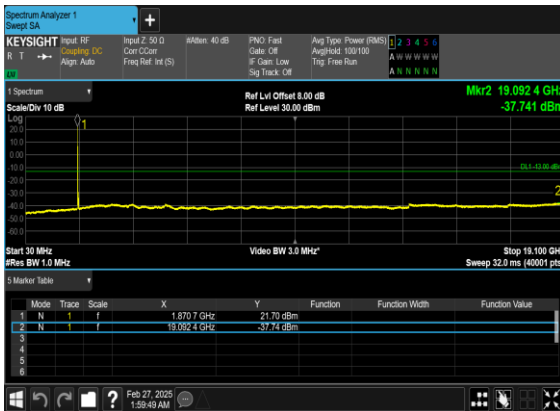 Spectrum Analyzer 1
Swept SA
+
KEYSIGHT Input: RF Input Z: 50 Ω #Atten: 40 dB PNO: Fast Avg Type: Power (RMS) 1 2 3 4 5 6
R T Coupling: DC Corr CCorr Gate: Off Avg|Hold: 100/100 A W W W W W
Align: Auto Freq Ref: Int (S) IF Gain: Low Trig: Free Run
Sig Track: Off A N N N N N
1 Spectrum
Scale/Div 10 dB
Ref Lvl Offset 8.00 dB
Ref Level 30.00 dBm
Mkr2 19.092 4 GHz
-37.741 dBm
Log
20.0
10.0
0.00
-10.0
-20.0
-30.0
-40.0
-50.0
-60.0
1
DL1 -13.00 dBm
2
Start 30 MHz Video BW 3.0 MHz* Stop 19.100 GHz
#Res BW 1.0 MHz Sweep 32.0 ms (40001 pts
5 Marker Table
Mode Trace Scale X Y Function Function Width Function Value
1 N 1 f 1.870 7 GHz 21.70 dBm
2 N 1 f 19.092 4 GHz -37.74 dBm
3
4
5
6
? Feb 27, 2025
1:59:49 AM